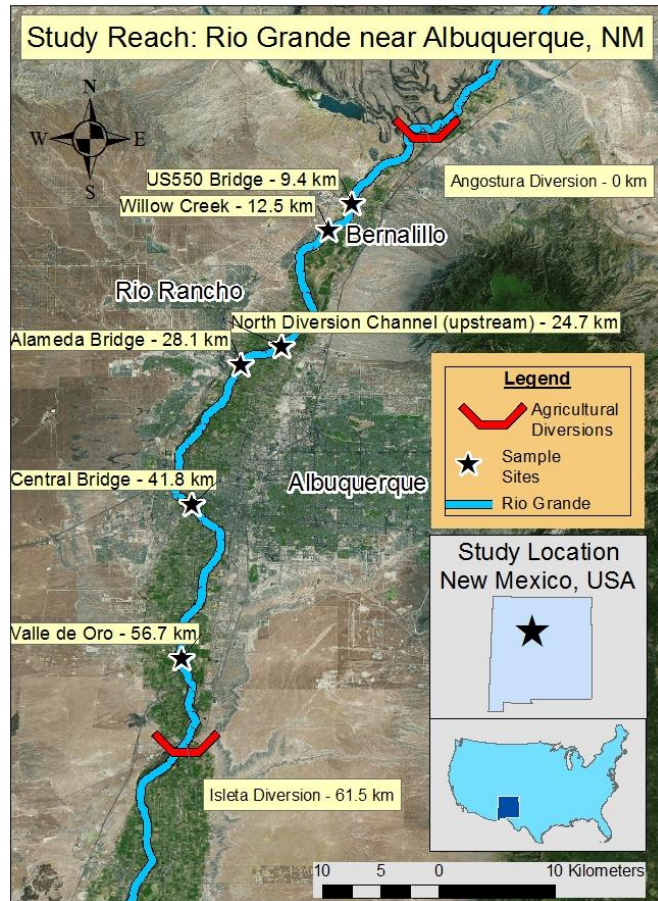 Study Reach: Rio Grande near Albuquerque, NM
N
W E
S
US550 Bridge - 9.4 km
Angostura Diversion - 0 km
Willow Creek - 12.5 km
Bernalillo
Rio Rancho
North Diversion Channel (upstream) - 24.7 km
Alameda Bridge - 28.1 km
Legend
Agricultural
Diversions
Sample
Sites
Rio Grande
Central Bridge - 41.8 km
Albuquerque
Study Location
New Mexico, USA
Valle de Oro - 56.7 km
Isleta Diversion - 61.5 km
10 5 0 10 Kilometers